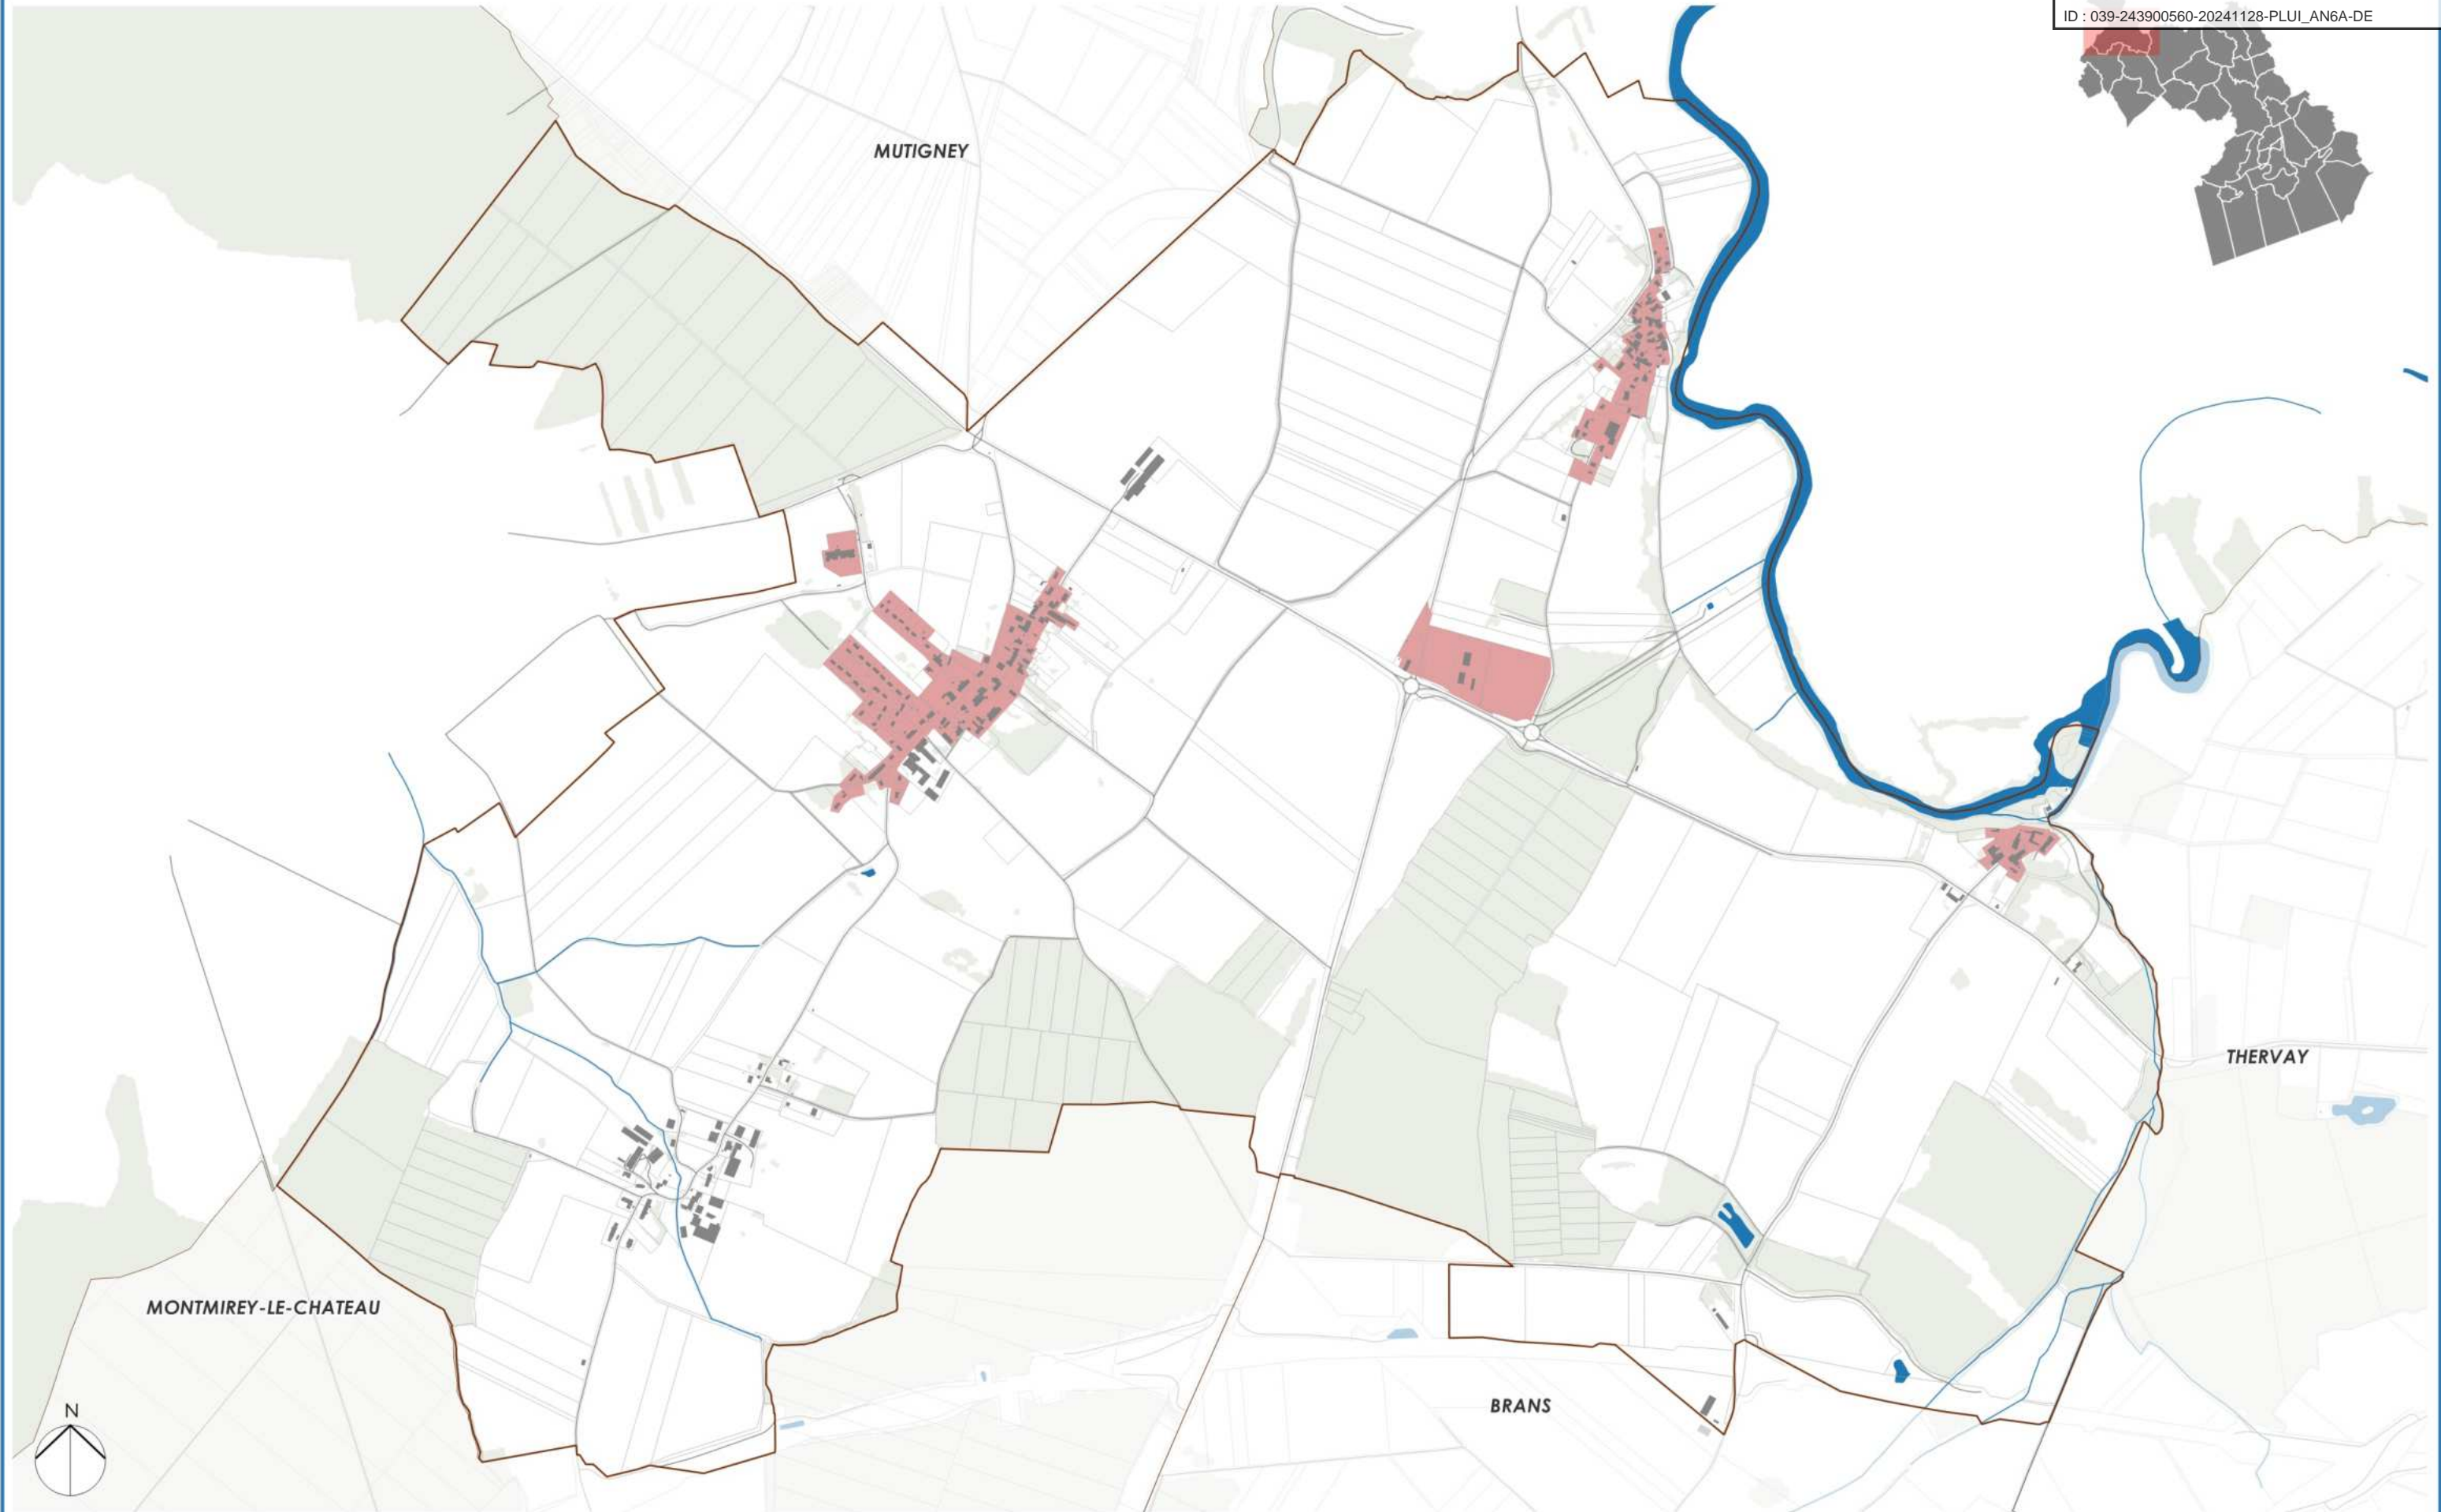 ID : 039-243900560-20241128-PLUI_AN6A-DE
MUTIGNEY
THERVAY
MONTMIREY-LE-CHATEAU
BRANS
N